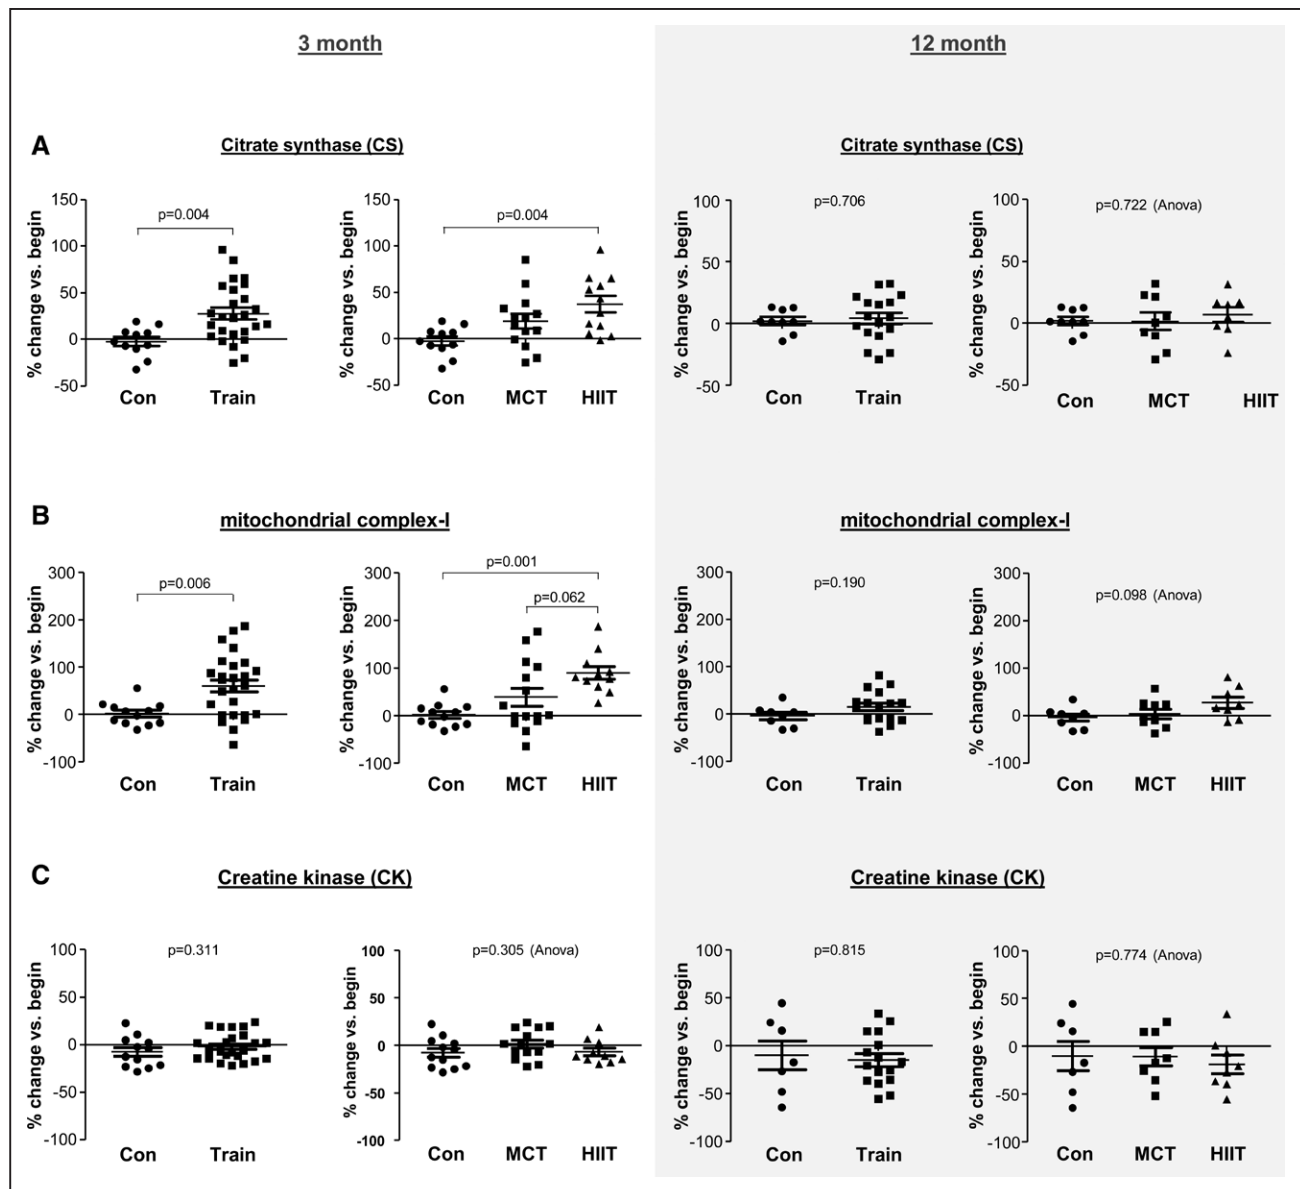 3 month
12 month
A
Citrate synthase (CS)
Citrate synthase (CS)
% change vs. begin
150
100
50
0
-50
p=0.004
Con
Train
% change vs. begin
150
100
50
0
-50
p=0.004
Con
MCT
HIIT
% change vs. begin
100
50
0
-50
p=0.706
Con
Train
% change vs. begin
100
50
0
-50
p=0.722 (Anova)
Con
MCT
HIIT
B
mitochondrial complex-I
mitochondrial complex-I
% change vs. begin
300
200
100
0
-100
p=0.006
Con
Train
% change vs. begin
300
200
100
0
-100
p=0.001
p=0.062
Con
MCT
HIIT
% change vs. begin
300
200
100
0
-100
p=0.190
Con
Train
% change vs. begin
300
200
100
0
-100
p=0.098 (Anova)
Con
MCT
HIIT
C
Creatine kinase (CK)
Creatine kinase (CK)
% change vs. begin
100
50
0
-50
-100
p=0.311
Con
Train
% change vs. begin
100
50
0
-50
-100
p=0.305 (Anova)
Con
MCT
HIIT
% change vs. begin
100
50
0
-50
-100
p=0.815
Con
Train
% change vs. begin
100
50
0
-50
-100
p=0.774 (Anova)
Con
MCT
HIIT